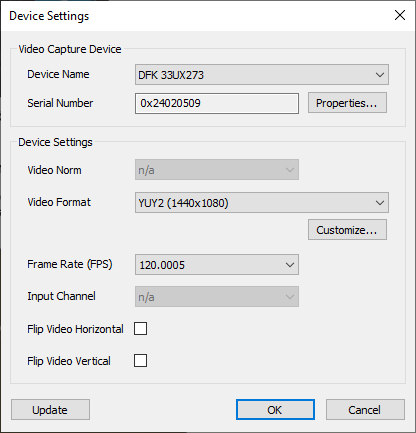 Device Settings
Video Capture Device
Device Name DFK 33UX273
Serial Number 0x24020509 Properties...
Device Settings
Video Norm n/a
Video Format YUY2 (1440x1080)
Customize...
Frame Rate (FPS) 120.0005
Input Channel n/a
Flip Video Horizontal
Flip Video Vertical
Update OK Cancel